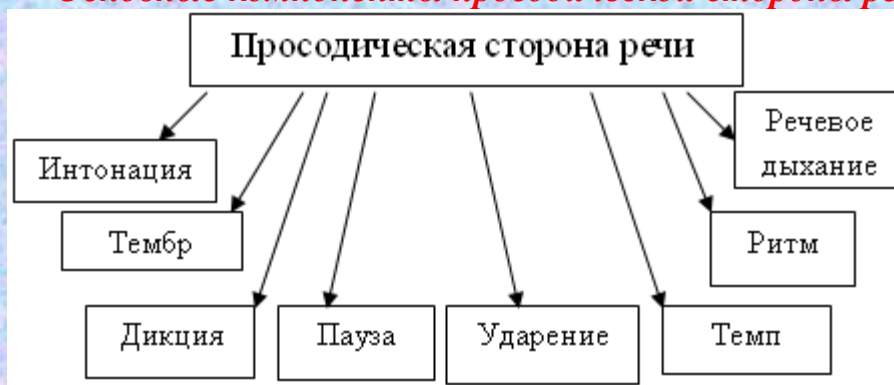 Просодическая сторона речи
Речевое
дыхание
Интонация
Тембр
Ритм
Дикция
Пауза
Ударение
Темп